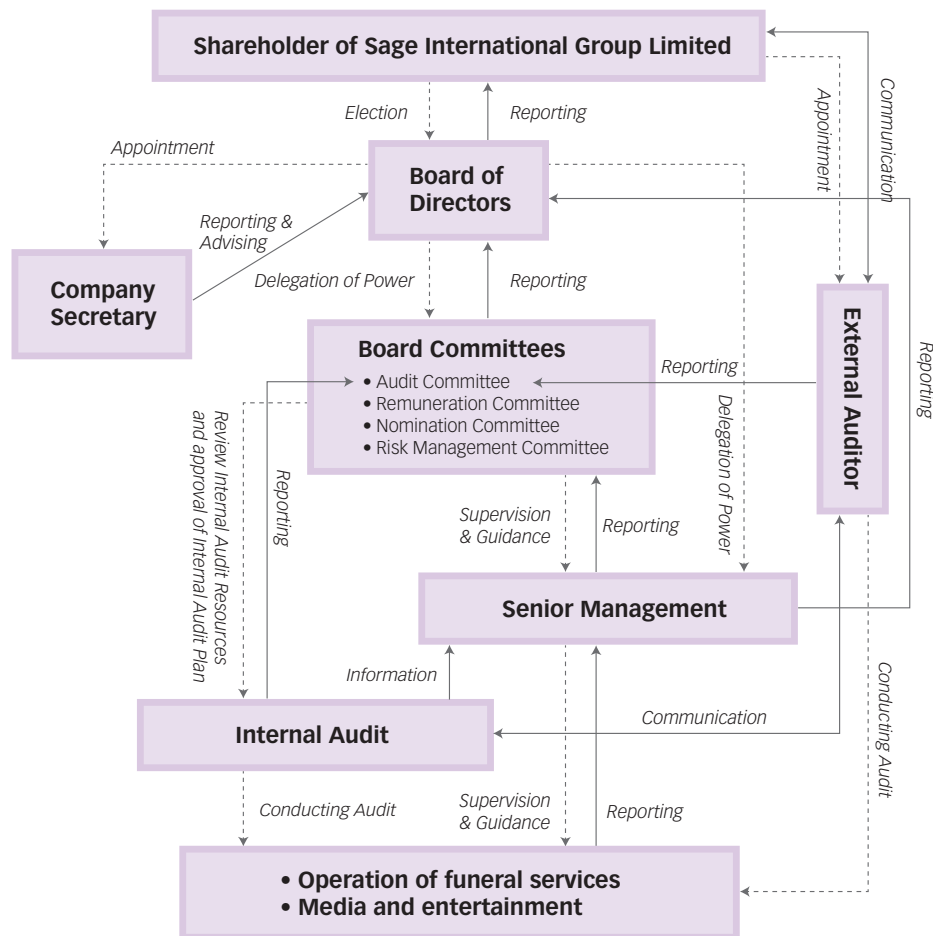 Shareholder of Sage International Group Limited
Election
Reporting
Appointment
Communication
Appointment
Board of
Directors
Reporting &
Advising
Company
Secretary
Delegation of Power
Reporting
External Auditor
Reporting
Board Committees
• Audit Committee
• Remuneration Committee
• Nomination Committee
• Risk Management Committee
Reporting
Delegation of Power
Review Internal Audit Resources
and approval of Internal Audit Plan
Reporting
Supervision
& Guidance
Reporting
Senior Management
Information
Internal Audit
Communication
Conducting Audit
Conducting Audit
Supervision
& Guidance
Reporting
• Operation of funeral services
• Media and entertainment